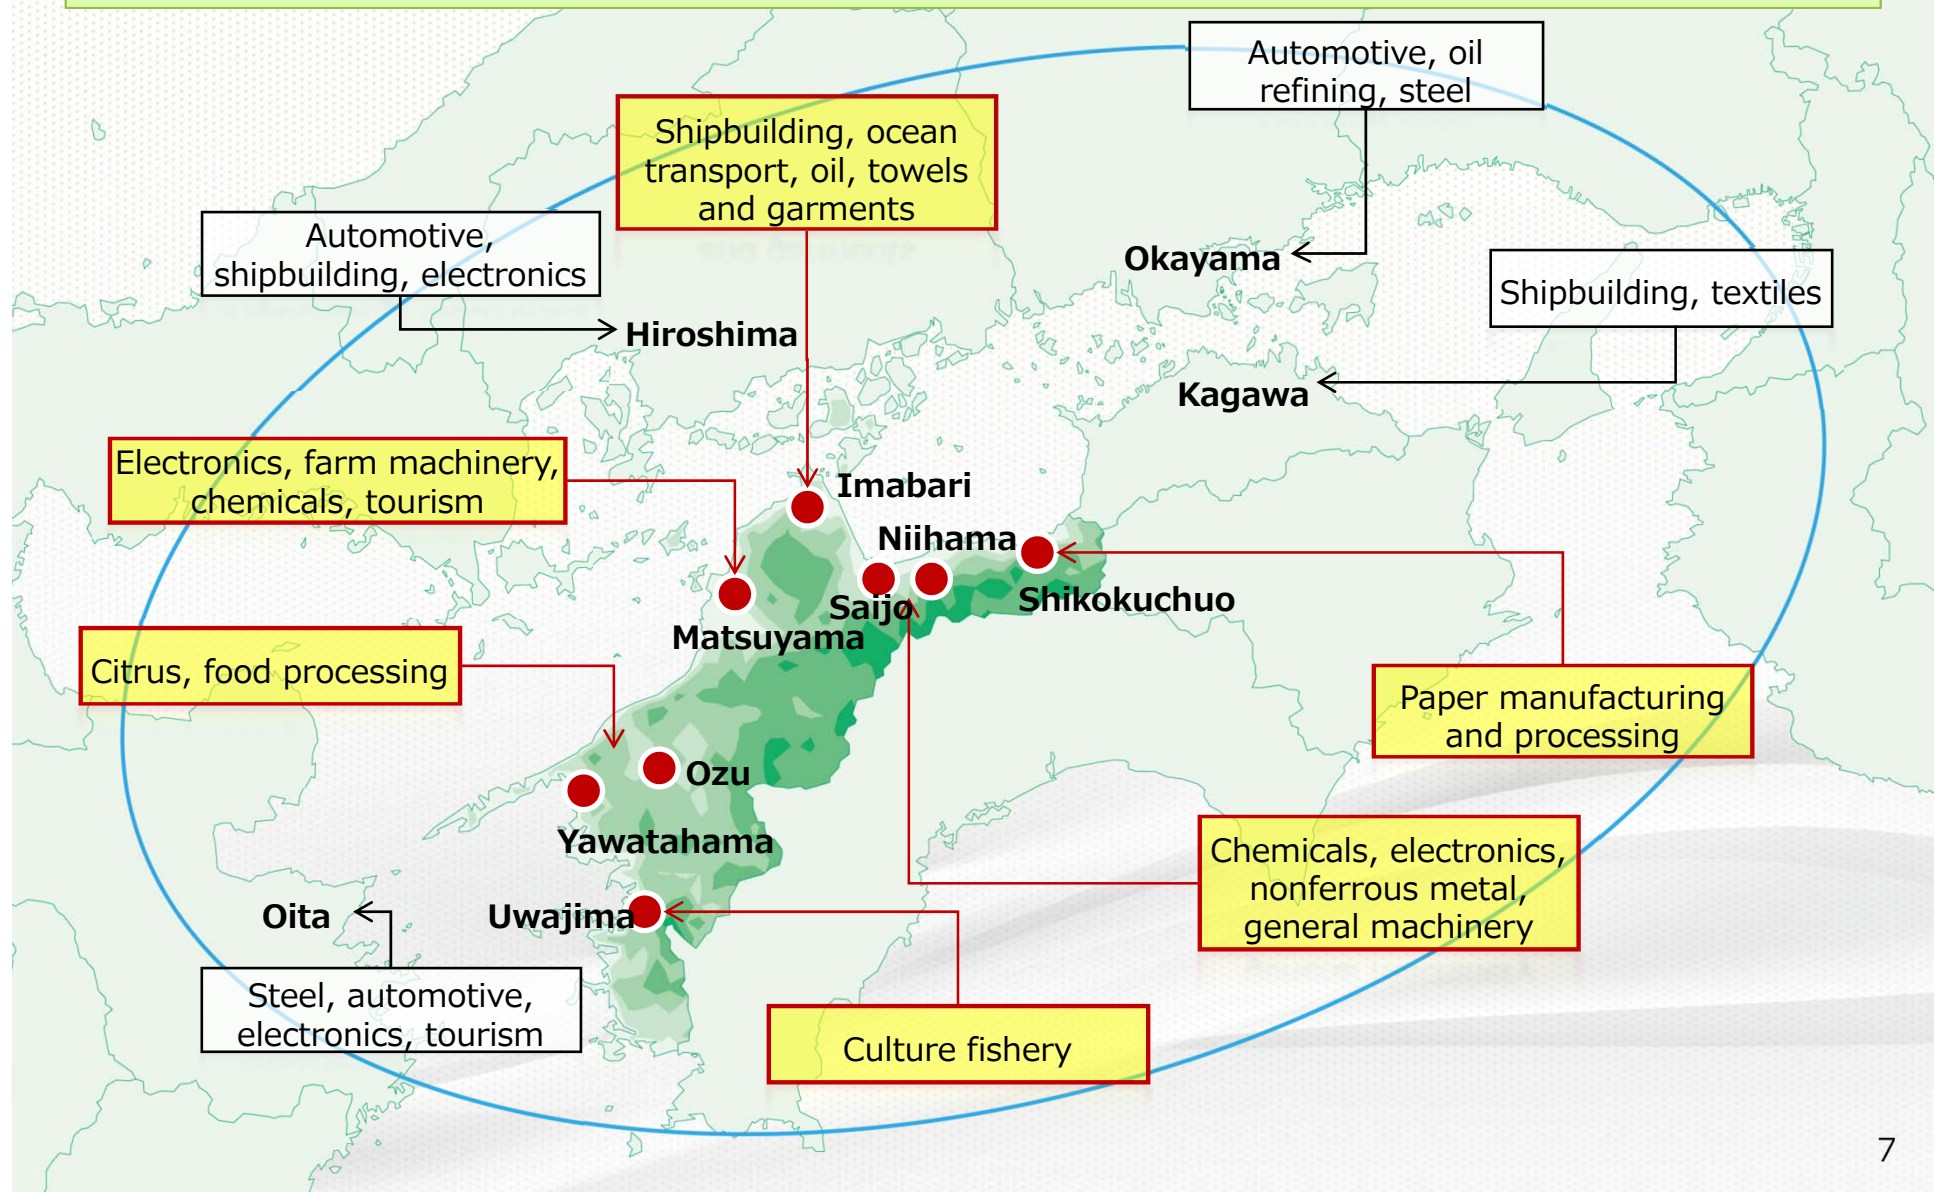 Automotive, oil
refining, steel
Shipbuilding, ocean
transport, oil, towels
and garments
Automotive,
shipbuilding, electronics
Okayama
Shipbuilding, textiles
Hiroshima
Kagawa
Electronics, farm machinery,
chemicals, tourism
Imabari
Niihama
Saijo
Shikokuchuo
Matsuyama
Citrus, food processing
Paper manufacturing
and processing
Ozu
Yawatahama
Chemicals, electronics,
nonferrous metal,
general machinery
Oita
Uwajima
Steel, automotive,
electronics, tourism
Culture fishery
7